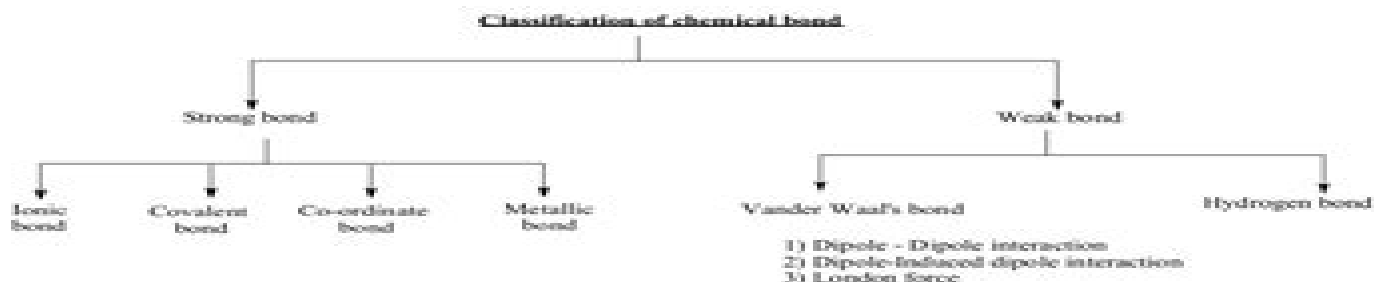 Classification of chemical bond
Strong bond
Weak bond
Ionic
bond
Covalent
bond
Co-ordinate
bond
Metallic
bond
Vander Waal's bond
Hydrogen bond
1) Dipole - Dipole interaction
2) Dipole-Induced dipole interaction
3) London force